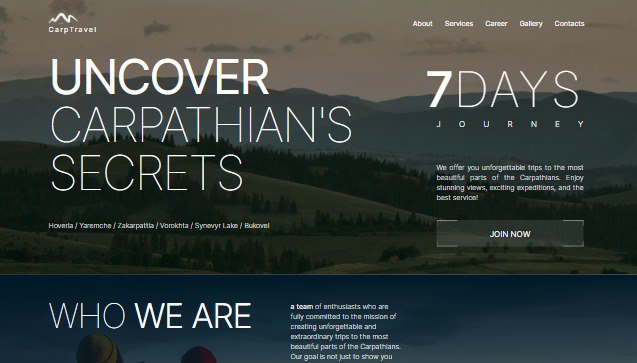 CarpTravel
About Services Career Gallery Contacts
UNCOVER
CARPATHIAN'S
SECRETS
7DAYS
JOURNEY
We offer you unforgettable trips to the most
beautiful parts of the Carpathians. Enjoy
stunning views, exciting expeditions, and the
best service!
Hoverla / Yaremche / Zakarpattia / Vorokhta / Synevyr Lake / Bukovel
JOIN NOW
WHO WE ARE
a team of enthusiasts who are
fully committed to the mission of
creating unforgettable and
extraordinary trips to the most
beautiful parts of the Carpathians.
Our goal is not just to show you